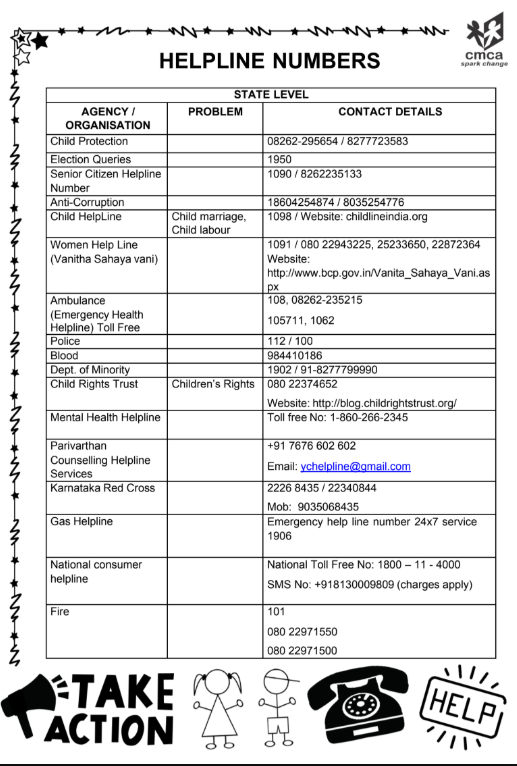 cmca
spark change
HELPLINE NUMBERS
STATE LEVEL
AGENCY / ORGANISATION PROBLEM CONTACT DETAILS
Child Protection 08262-295654 / 8277723583
Election Queries 1950
Senior Citizen Helpline Number 1090 / 8262235133
Anti-Corruption 18604254874 / 8035254776
Child HelpLine Child marriage, Child labour 1098 / Website: childlineindia.org
Women Help Line (Vanitha Sahaya vani) 1091 / 080 22943225, 25233650, 22872364
Website:
http://www.bcp.gov.in/Vanita_Sahaya_Vani.as
px
Ambulance (Emergency Health Helpline) Toll Free 108, 08262-235215
105711, 1062
Police 112 / 100
Blood 984410186
Dept. of Minority 1902 / 91-8277799990
Child Rights Trust Children's Rights 080 22374652
Website: http://blog.childrightstrust.org/
Mental Health Helpline Toll free No: 1-860-266-2345
Parivarthan Counselling Helpline Services +91 7676 602 602
Email: ychelpline@gmail.com
Karnataka Red Cross 2226 8435 / 22340844
Mob: 9035068435
Gas Helpline Emergency help line number 24x7 service
1906
National consumer helpline National Toll Free No: 1800 – 11 - 4000
SMS No: +918130009809 (charges apply)
Fire 101
080 22971550
080 22971500
TAKE
ACTION
HELP